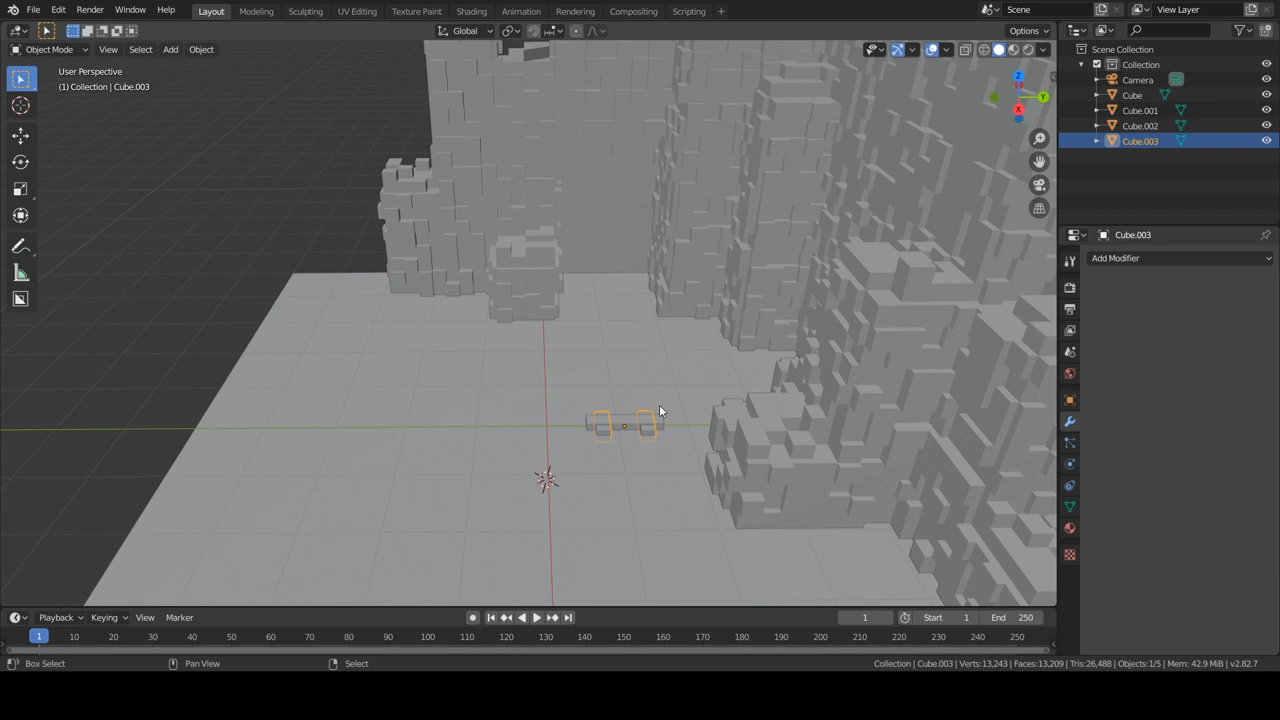 File Edit Render Window Help Layout Modeling Sculpting UV Editing Texture Paint Shading Animation Rendering Compositing Scripting + Scene View Layer
Global Options
Object Mode View Select Add Object
User Perspective
(1) Collection | Cube.003
Z
Y
X
Scene Collection
Collection
Camera
Cube
Cube.001
Cube.002
Cube.003
Cube.003
Add Modifier
Playback Keying View Marker 1 Start 1 End 250
1 10 20 30 40 50 60 70 80 90 100 110 120 130 140 150 160 170 180 190 200 210 220 230 240 250
Box Select Pan View Select Collection | Cube.003 | Verts:13,243 | Faces:13,209 | Tris:26,488 | Objects:1/5 | Mem: 42.9 MiB | v2.82.7